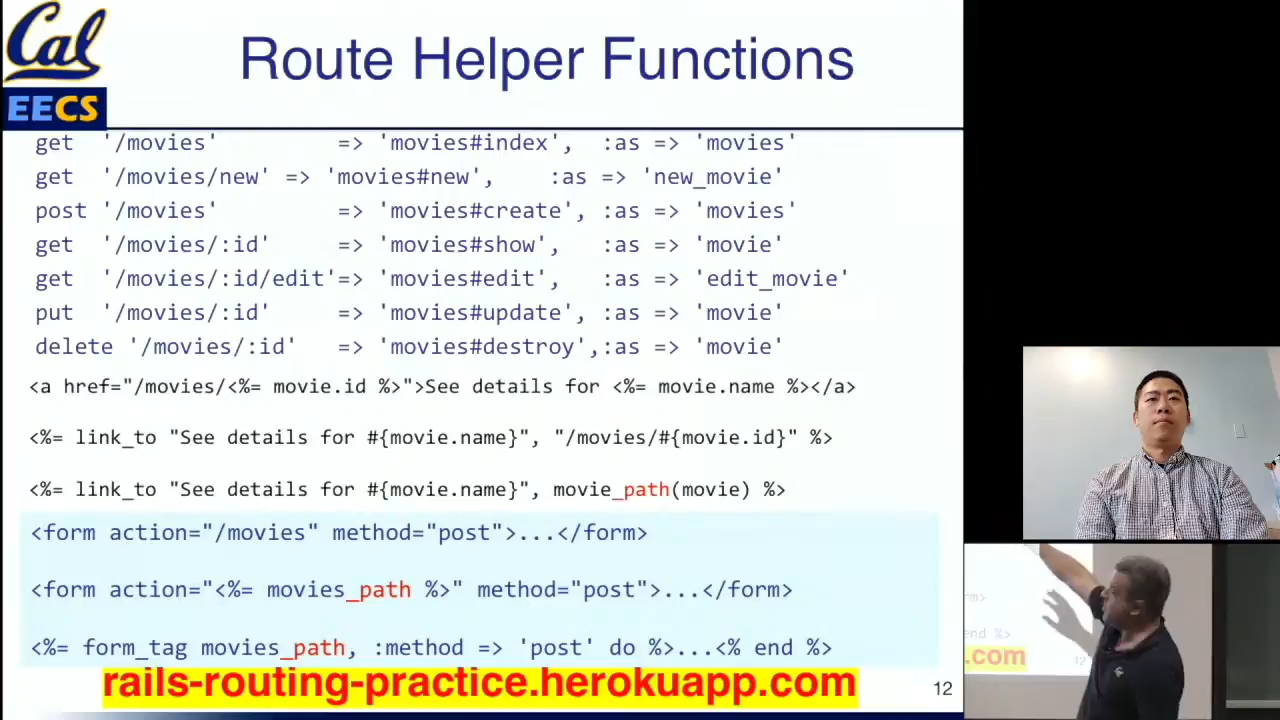 Cal
EECS
Route Helper Functions
get '/movies' => 'movies#index', :as => 'movies'
get '/movies/new' => 'movies#new', :as => 'new_movie'
post '/movies' => 'movies#create', :as => 'movies'
get '/movies/:id' => 'movies#show', :as => 'movie'
get '/movies/:id/edit'=> 'movies#edit', :as => 'edit_movie'
put '/movies/:id' => 'movies#update', :as => 'movie'
delete '/movies/:id' => 'movies#destroy',:as => 'movie'
<a href="/movies/<%= movie.id %>">See details for <%= movie.name %></a>
<%= link_to "See details for #{movie.name}", "/movies/#{movie.id}" %>
<%= link_to "See details for #{movie.name}", movie_path(movie) %>
<form action="/movies" method="post">...</form>
<form action="<%= movies_path %>" method="post">...</form>
<%= form_tag movies_path, :method => 'post' do %>...<% end %>
rails-routing-practice.herokuapp.com
12
rm>
end %>
.com
12